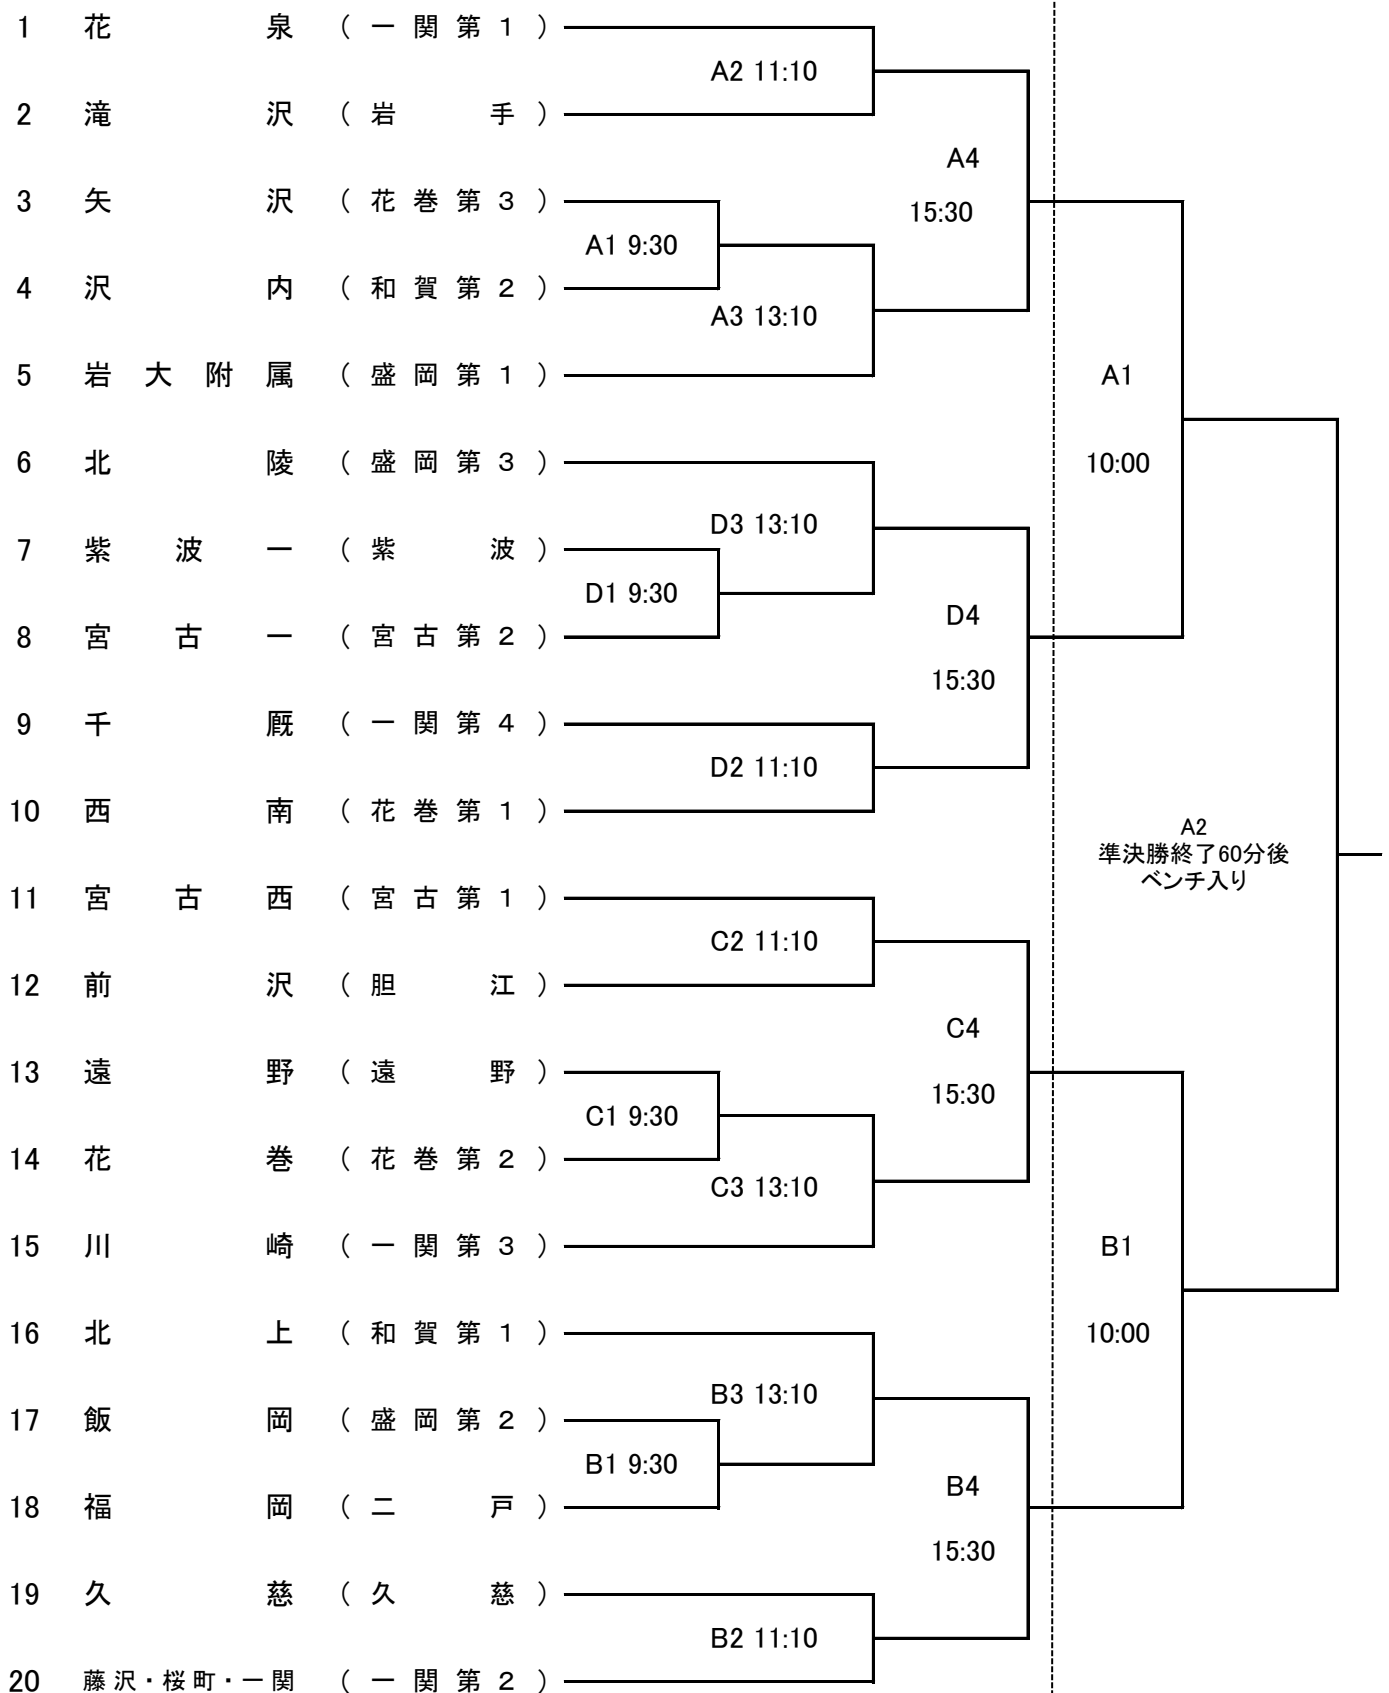 1 花泉 (一関第1)
A2 11:10
2 滝沢 (岩手)
A4
3 矢沢 (花巻第3)
15:30
A1 9:30
4 沢内 (和賀第2)
A3 13:10
5 岩大附属 (盛岡第1)
A1
6 北陵 (盛岡第3)
10:00
D3 13:10
7 紫波一 (紫波)
D1 9:30
D4
8 宮古一 (宮古第2)
15:30
9 千厩 (一関第4)
D2 11:10
10 西南 (花巻第1)
A2
準決勝終了60分後
ベンチ入り
11 宮古西 (宮古第1)
C2 11:10
12 前沢 (胆江)
C4
13 遠野 (遠野)
15:30
C1 9:30
14 花巻 (花巻第2)
C3 13:10
15 川崎 (一関第3)
B1
16 北上 (和賀第1)
10:00
B3 13:10
17 飯岡 (盛岡第2)
B1 9:30
B4
18 福岡 (二戸)
15:30
19 久慈 (久慈)
B2 11:10
20 藤沢・桜町・一関 (一関第2)